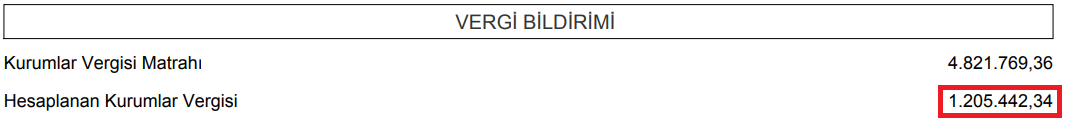 VERGİ BİLDİRİMİ
Kurumlar Vergisi Matrahı 4.821.769,36
Hesaplanan Kurumlar Vergisi 1.205.442,34